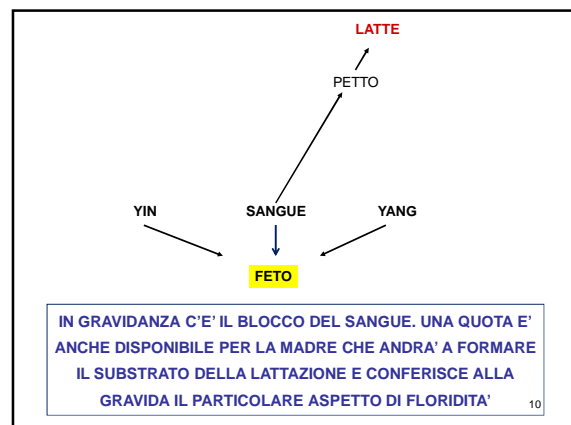 LATTE
PETTO
YIN SANGUE YANG
FETO
IN GRAVIDANZA C'E' IL BLOCCO DEL SANGUE. UNA QUOTA E'
ANCHE DISPONIBILE PER LA MADRE CHE ANDRA' A FORMARE
IL SUBSTRATO DELLA LATTAZIONE E CONFERISCE ALLA
GRAVIDA IL PARTICOLARE ASPETTO DI FLORIDITA'
10